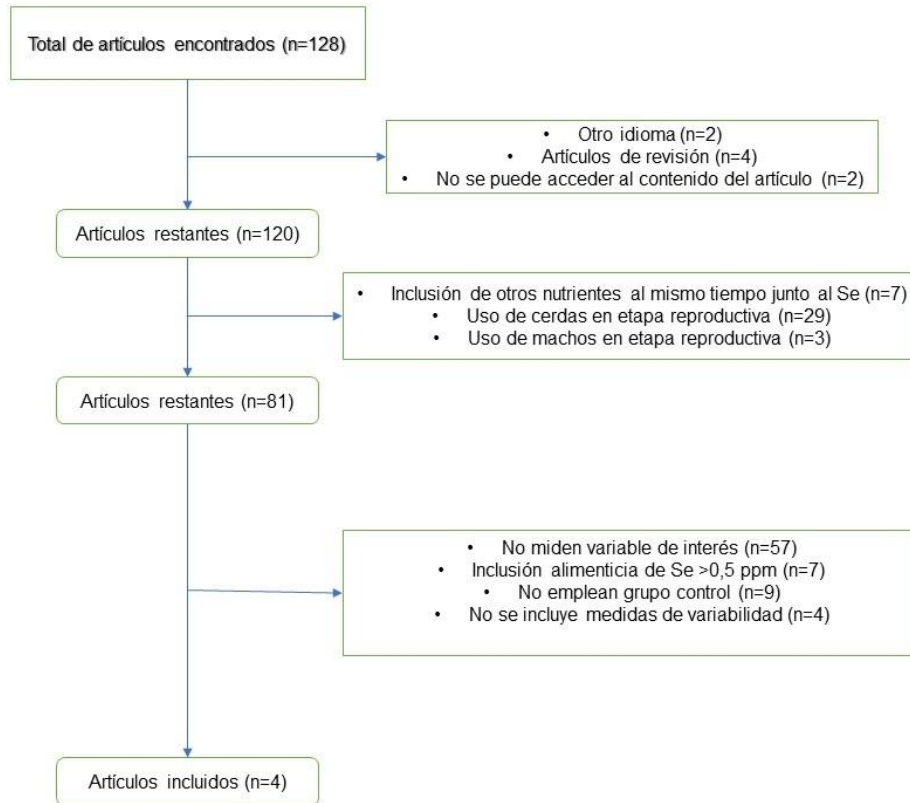 Total de artículos encontrados (n=128)
• Otro idioma (n=2)
• Artículos de revisión (n=4)
• No se puede acceder al contenido del artículo (n=2)
Artículos restantes (n=120)
• Inclusión de otros nutrientes al mismo tiempo junto al Se (n=7)
• Uso de cerdas en etapa reproductiva (n=29)
• Uso de machos en etapa reproductiva (n=3)
Artículos restantes (n=81)
• No miden variable de interés (n=57)
• Inclusión alimenticia de Se >0,5 ppm (n=7)
• No emplean grupo control (n=9)
• No se incluye medidas de variabilidad (n=4)
Artículos incluidos (n=4)